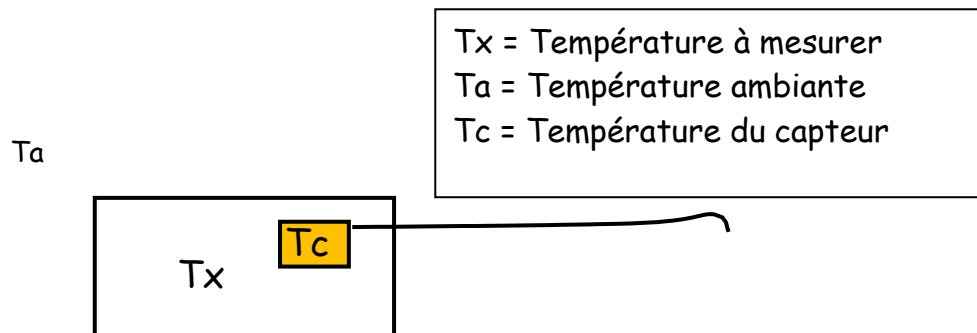 Tx = Température à mesurer
Ta = Température ambiante
Tc = Température du capteur
Ta
Tc
Tx